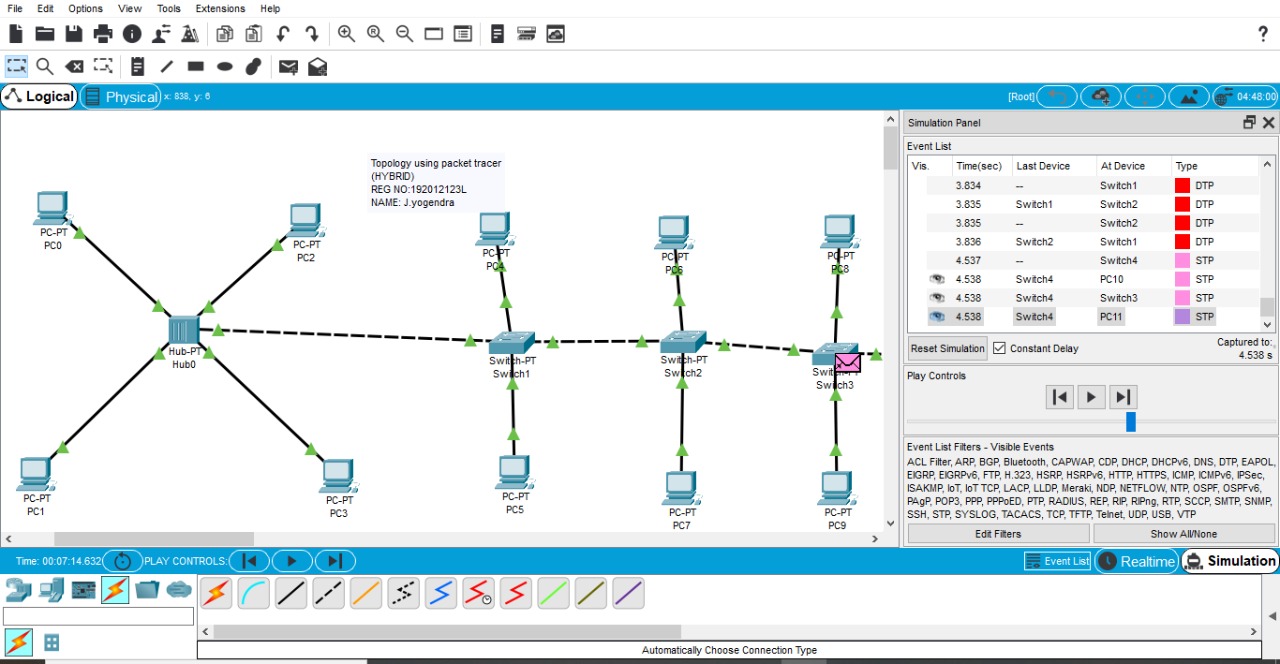 File Edit Options View Tools Extensions Help
?
Logical Physical x: 838, y: 6 [Root] 04:48:00
Simulation Panel
Event List
Vis. Time(sec) Last Device At Device Type
3.834 -- Switch1 DTP
3.835 Switch1 Switch2 DTP
3.835 -- Switch2 DTP
3.836 Switch2 Switch1 DTP
4.537 -- Switch4 STP
4.538 Switch4 PC10 STP
4.538 Switch4 Switch3 STP
4.538 Switch4 PC11 STP
Reset Simulation Constant Delay
Captured to:
4.538 s
Play Controls
Event List Filters - Visible Events
ACL Filter, ARP, BGP, Bluetooth, CAPWAP, CDP, DHCP, DHCPv6, DNS, DTP, EAPOL,
EIGRP, EIGRPv6, FTP, H.323, HSRP, HSRPv6, HTTP, HTTPS, ICMP, ICMPv6, IPSec,
ISAKMP, IoT, IoT TCP, LACP, LLDP, Meraki, NDP, NETFLOW, NTP, OSPF, OSPFv6,
PAgP, POP3, PPP, PPPoED, PTP, RADIUS, REP, RIP, RIPng, RTP, SCCP, SMTP, SNMP,
SSH, STP, SYSLOG, TACACS, TCP, TFTP, Telnet, UDP, USB, VTP
Edit Filters Show All/None
Topology using packet tracer
(HYBRID)
REG NO:192012123L
NAME: J.yogendra
PC-PT
PC0
PC-PT
PC2
PC-PT
PC4
PC-PT
PC6
PC-PT
PC8
Hub-PT
Hub0
Switch-PT
Switch1
Switch-PT
Switch2
Switch-PT
Switch3
PC-PT
PC1
PC-PT
PC3
PC-PT
PC5
PC-PT
PC7
PC-PT
PC9
Time: 00:07:14.632 PLAY CONTROLS: Event List Realtime Simulation
Automatically Choose Connection Type